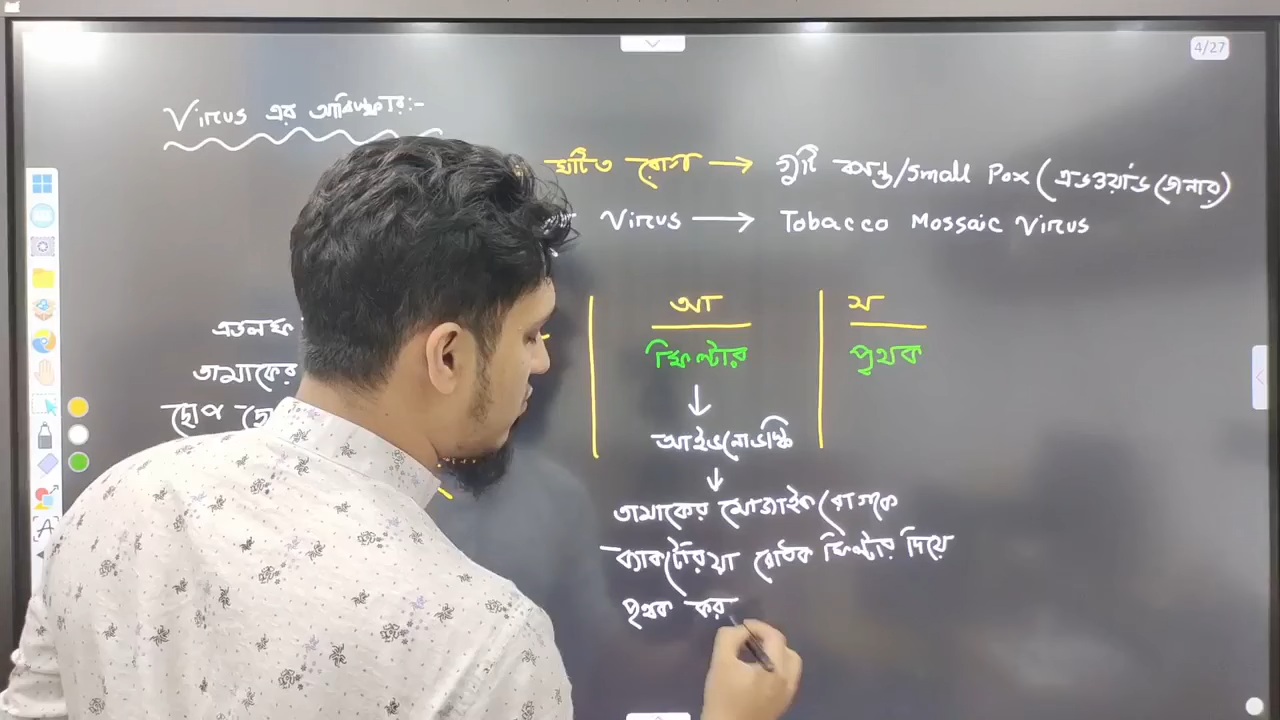 4/27
Virus এর আবিষ্কার:-
ঘটিত রোগ → গুটি বসন্ত/Small Pox (এডওয়ার্ড জেনার)
Virus → Tobacco Mossaic Virus
আ
স
ফিল্টার
পৃথক
তামাকের
ছোপ
আইভানোভস্কি
তামাকের মোজাইক রোগকে
ব্যাকটেরিয়া রোধক ফিল্টার দিয়ে
পৃথক কর